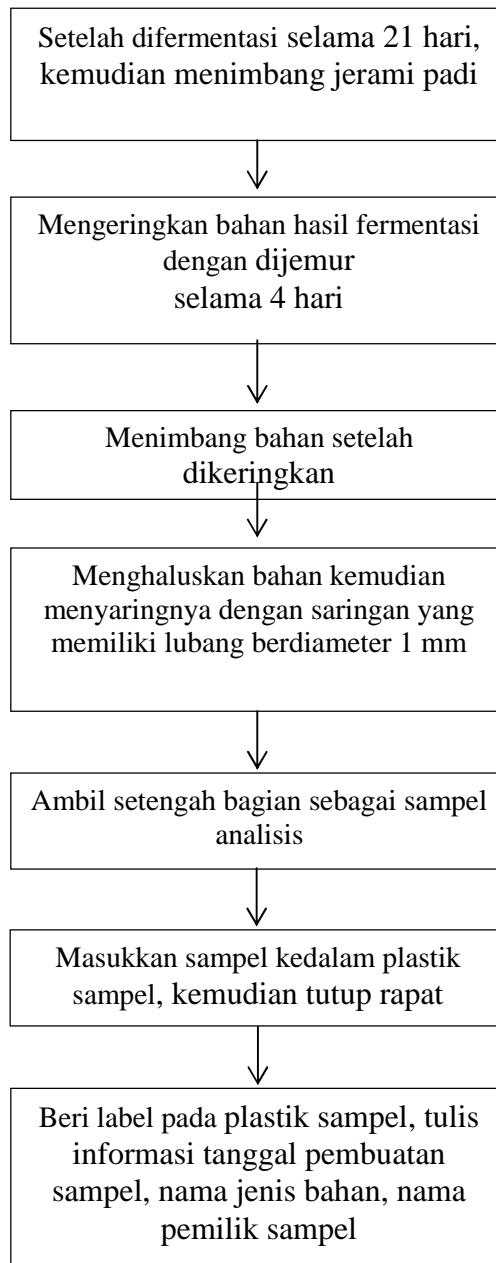 Setelah difermentasi selama 21 hari,
kemudian menimbang jerami padi
Mengeringkan bahan hasil fermentasi
dengan dijemur
selama 4 hari
Menimbang bahan setelah
dikeringkan
Menghaluskan bahan kemudian
menyaringnya dengan saringan yang
memiliki lubang berdiameter 1 mm
Ambil setengah bagian sebagai sampel
analisis
Masukkan sampel kedalam plastik
sampel, kemudian tutup rapat
Beri label pada plastik sampel, tulis
informasi tanggal pembuatan
sampel, nama jenis bahan, nama
pemilik sampel